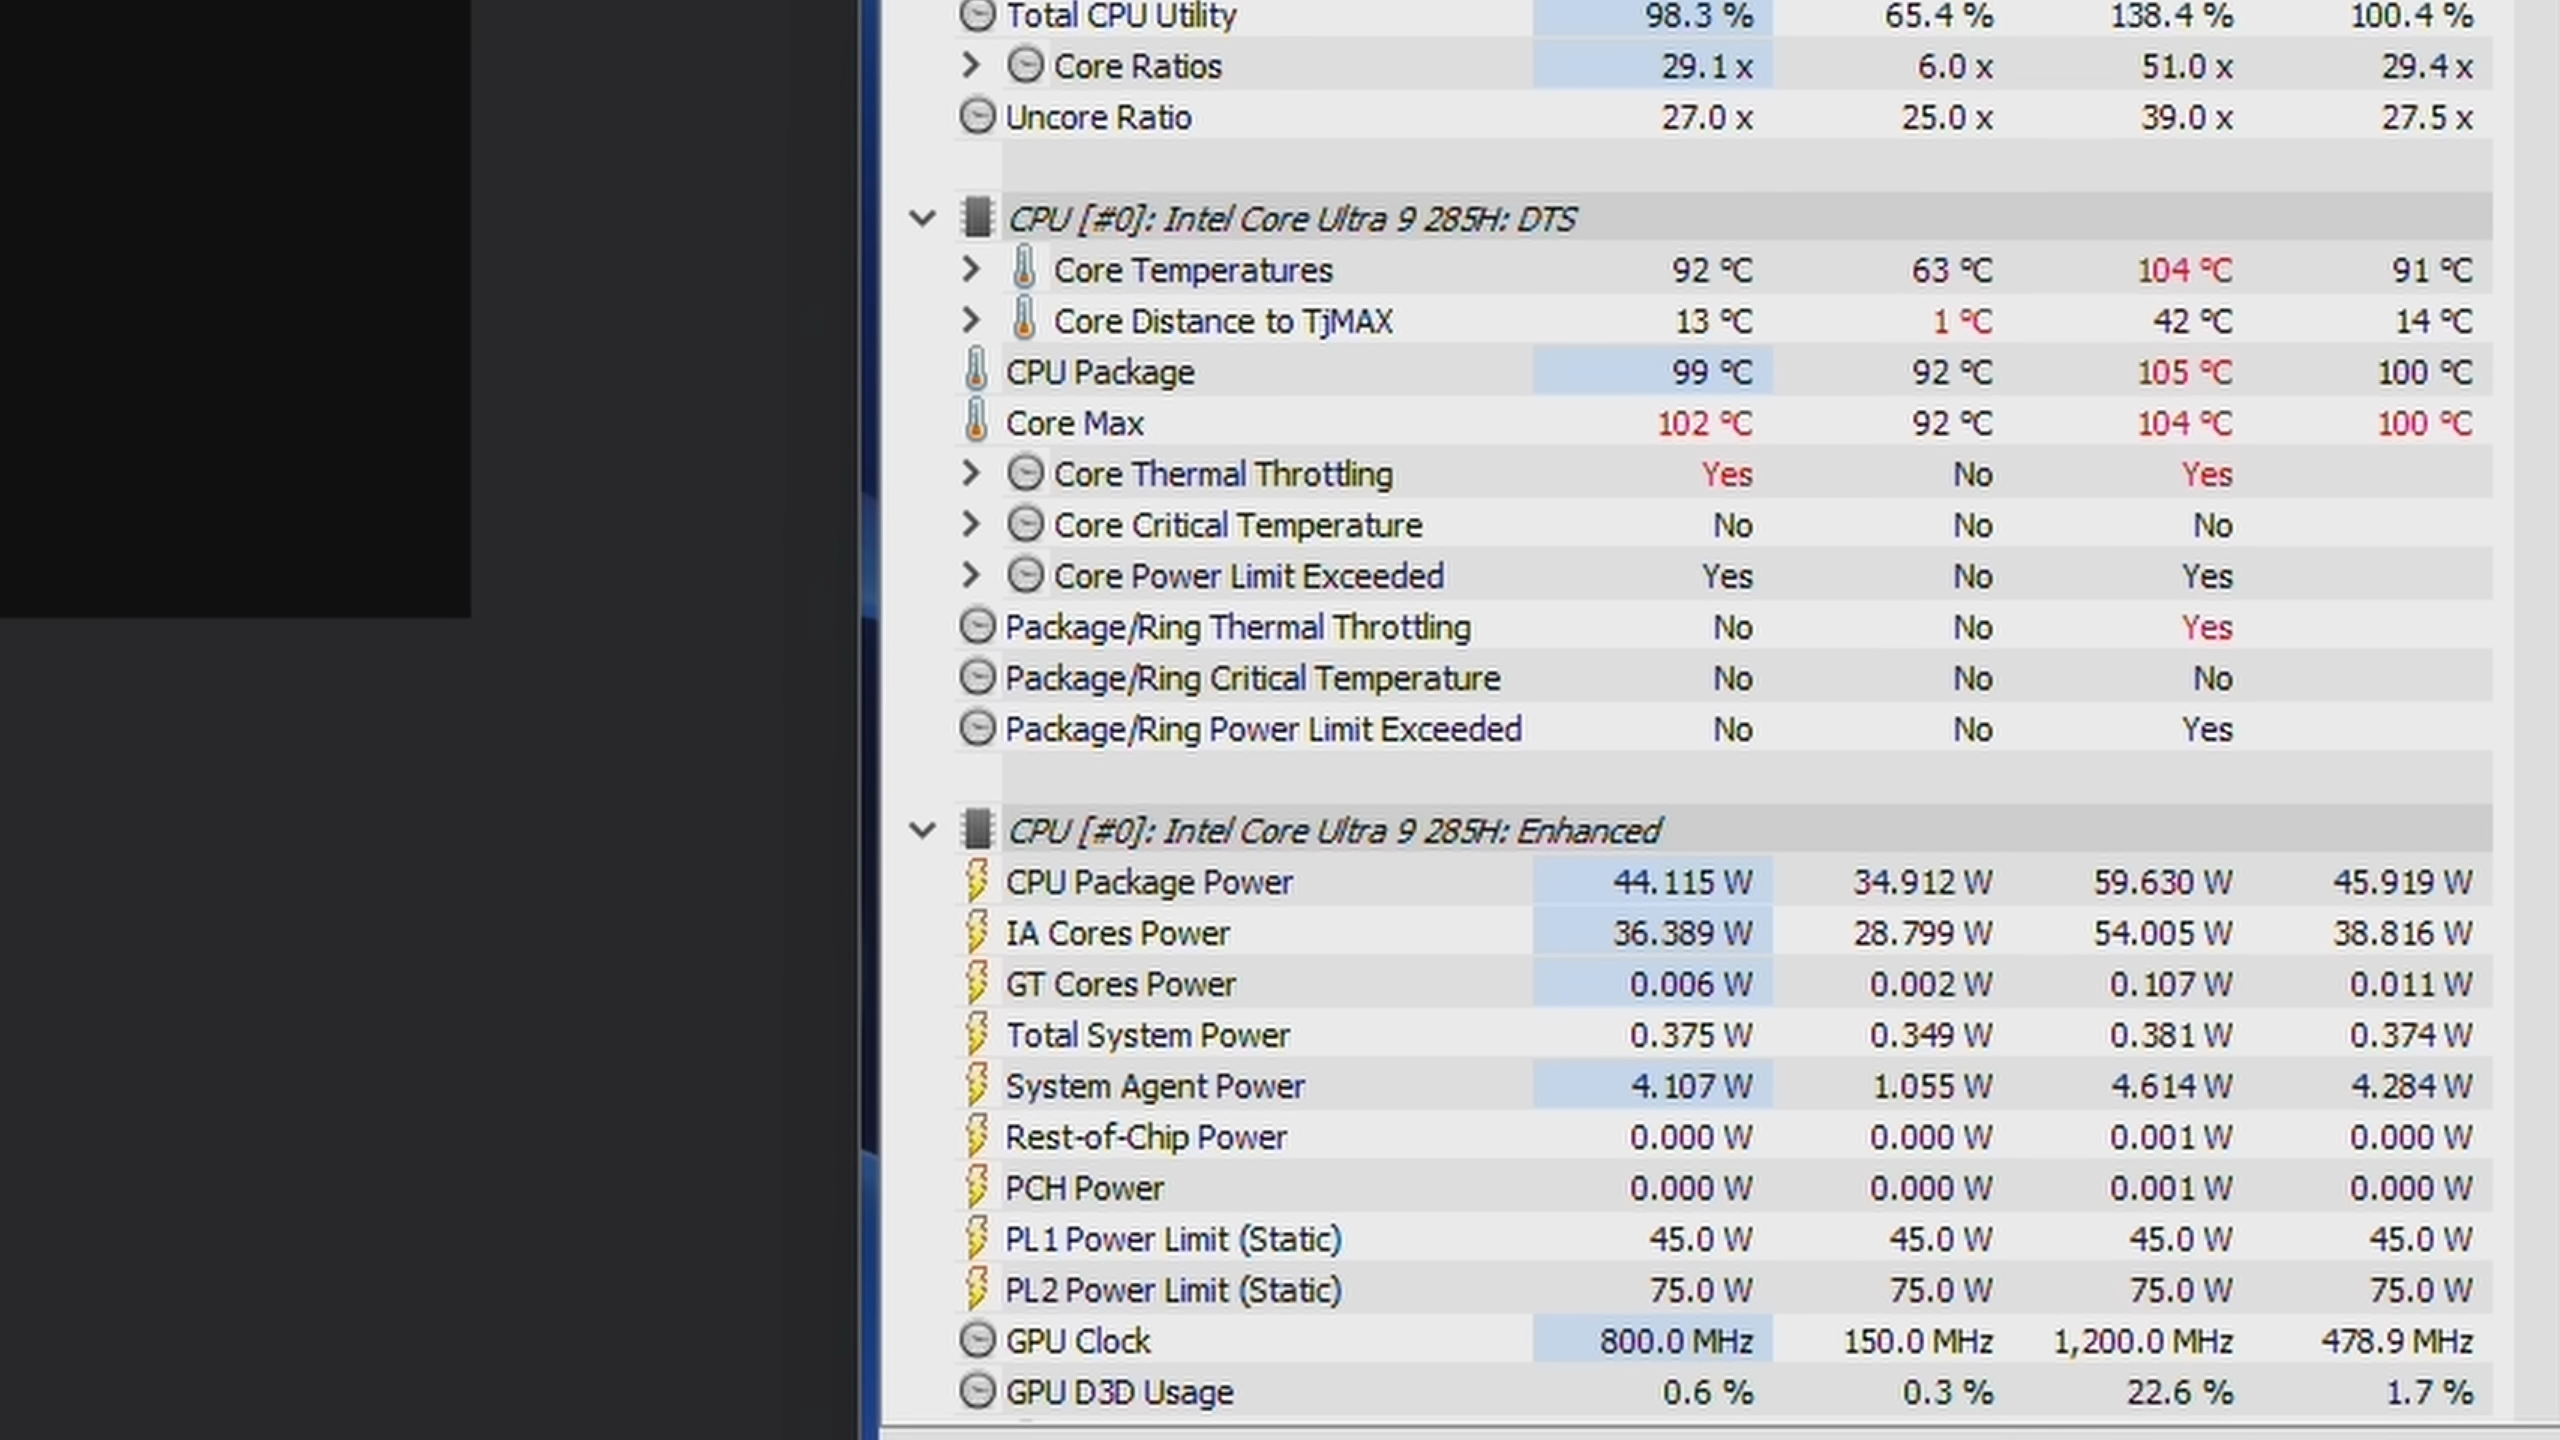 Total CPU Utility 98.3 % 65.4 % 138.4 % 100.4 %
Core Ratios 29.1 x 6.0 x 51.0 x 29.4 x
Uncore Ratio 27.0 x 25.0 x 39.0 x 27.5 x
CPU [#0]: Intel Core Ultra 9 285H: DTS
Core Temperatures 92 °C 63 °C 104 °C 91 °C
Core Distance to TjMAX 13 °C 1 °C 42 °C 14 °C
CPU Package 99 °C 92 °C 105 °C 100 °C
Core Max 102 °C 92 °C 104 °C 100 °C
Core Thermal Throttling Yes No Yes
Core Critical Temperature No No No
Core Power Limit Exceeded Yes No Yes
Package/Ring Thermal Throttling No No Yes
Package/Ring Critical Temperature No No No
Package/Ring Power Limit Exceeded No No Yes
CPU [#0]: Intel Core Ultra 9 285H: Enhanced
CPU Package Power 44.115 W 34.912 W 59.630 W 45.919 W
IA Cores Power 36.389 W 28.799 W 54.005 W 38.816 W
GT Cores Power 0.006 W 0.002 W 0.107 W 0.011 W
Total System Power 0.375 W 0.349 W 0.381 W 0.374 W
System Agent Power 4.107 W 1.055 W 4.614 W 4.284 W
Rest-of-Chip Power 0.000 W 0.000 W 0.001 W 0.000 W
PCH Power 0.000 W 0.000 W 0.001 W 0.000 W
PL1 Power Limit (Static) 45.0 W 45.0 W 45.0 W 45.0 W
PL2 Power Limit (Static) 75.0 W 75.0 W 75.0 W 75.0 W
GPU Clock 800.0 MHz 150.0 MHz 1,200.0 MHz 478.9 MHz
GPU D3D Usage 0.6 % 0.3 % 22.6 % 1.7 %